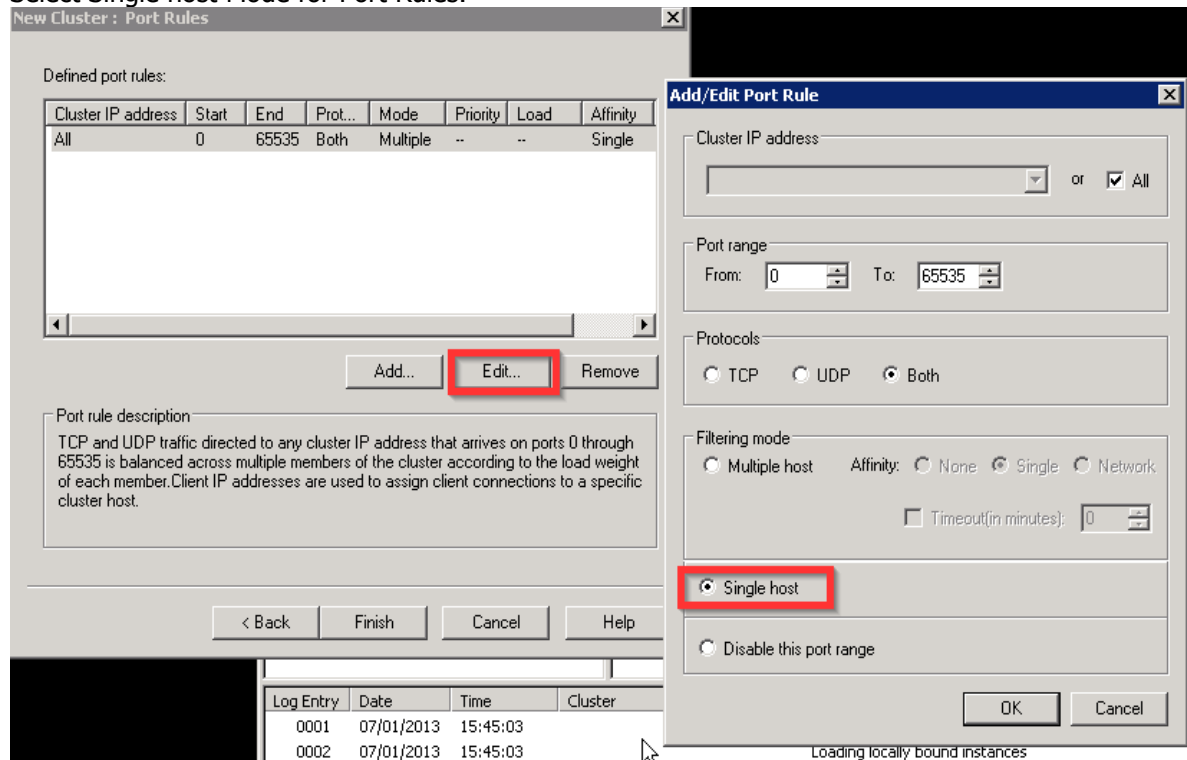 Select Single host Mode for Port Rules.
New Cluster : Port Rules
Defined port rules:
Cluster IP address Start End Prot... Mode Priority Load Affinity
All 0 65535 Both Multiple -- -- Single
Add... Edit... Remove
Port rule description
TCP and UDP traffic directed to any cluster IP address that arrives on ports 0 through
65535 is balanced across multiple members of the cluster according to the load weight
of each member.Client IP addresses are used to assign client connections to a specific
cluster host.
< Back Finish Cancel Help
Add/Edit Port Rule
Cluster IP address
or All
Port range
From: 0 To: 65535
Protocols
TCP UDP Both
Filtering mode
Multiple host Affinity: None Single Network
Timeout(in minutes): 0
Single host
Disable this port range
OK Cancel
Log Entry Date Time Cluster
0001 07/01/2013 15:45:03
0002 07/01/2013 15:45:03 Loading locally bound instances